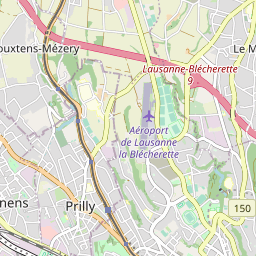 ouxtens-Mézery
Le M
Lausanne-Blécherette
9
Aéroport
de Lausanne
la Blécherette
nens
Prilly
150